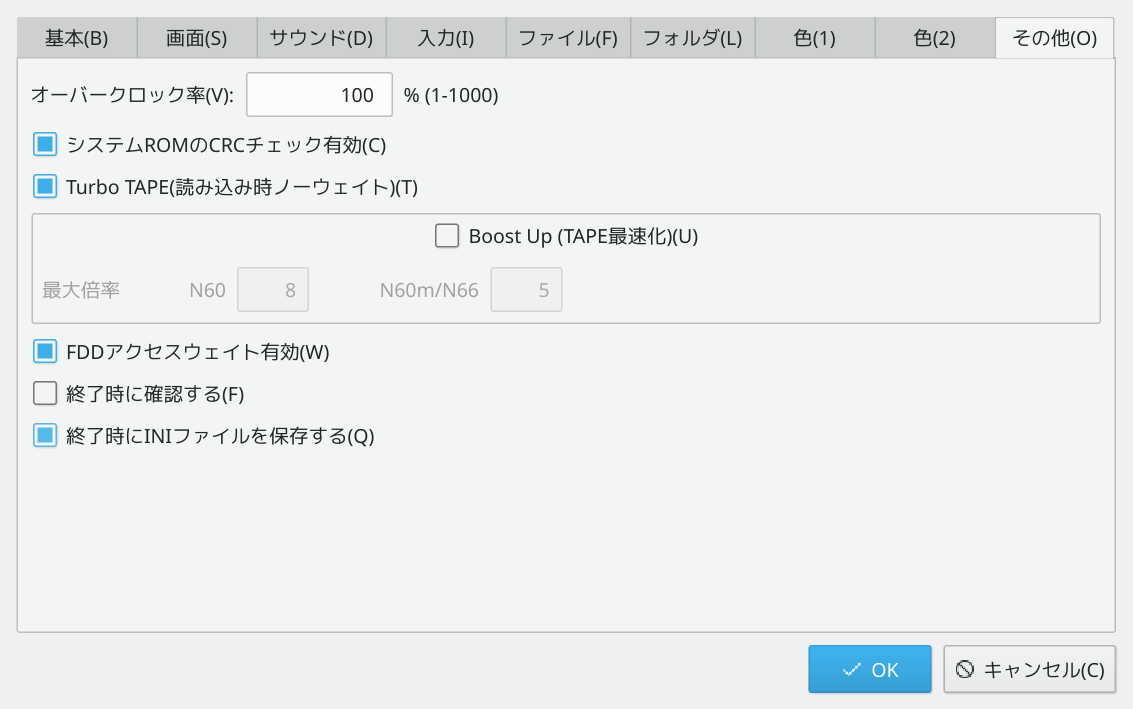 基本(B) 画面(S) サウンド(D) 入力(I) ファイル(F) フォルダ(L) 色(1) 色(2) その他(O)
オーバークロック率(V): 100 % (1-1000)
システムROMのCRCチェック有効(C)
Turbo TAPE(読み込み時ノーウェイト)(T)
Boost Up (TAPE最速化)(U)
最大倍率 N60 8 N60m/N66 5
FDDアクセスウェイト有効(W)
終了時に確認する(F)
終了時にINIファイルを保存する(Q)
OK キャンセル(C)